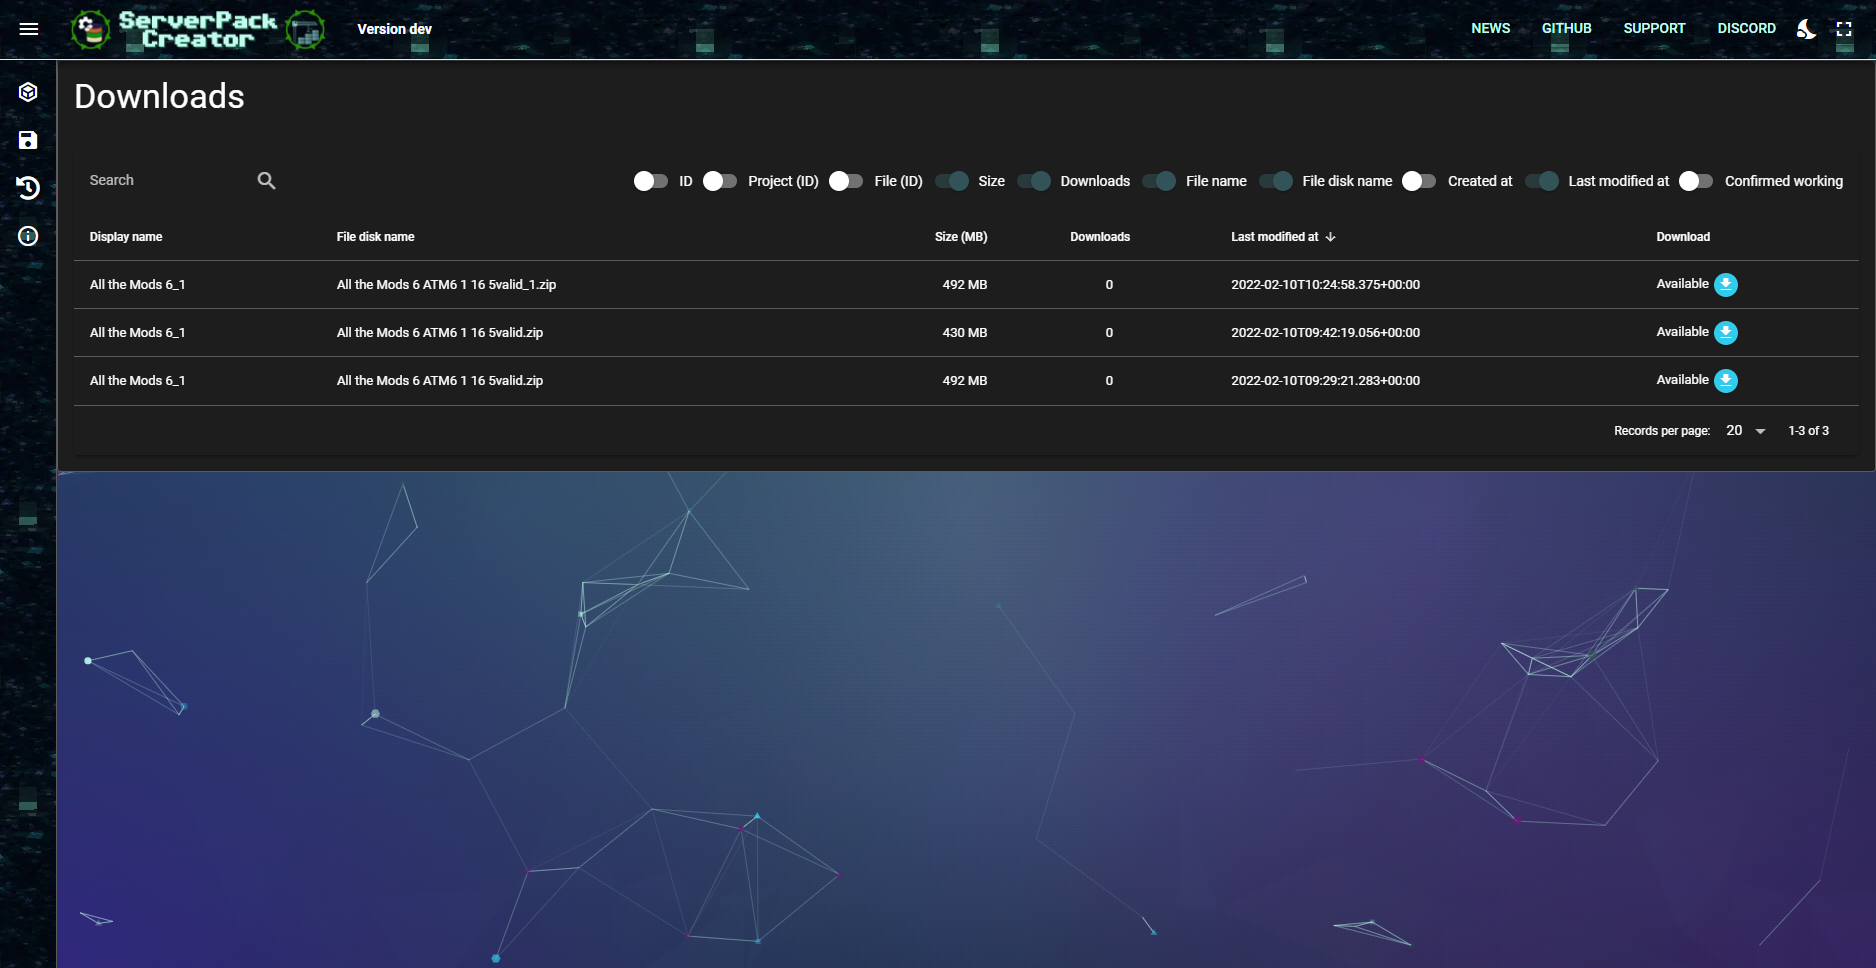 ServerPack
Creator
Version dev
NEWS GITHUB SUPPORT DISCORD
Downloads
Search
ID Project (ID) File (ID) Size Downloads File name File disk name Created at Last modified at Confirmed working
Display name File disk name Size (MB) Downloads Last modified at Download
All the Mods 6_1 All the Mods 6 ATM6 1 16 5valid_1.zip 492 MB 0 2022-02-10T10:24:58.375+00:00 Available
All the Mods 6_1 All the Mods 6 ATM6 1 16 5valid.zip 430 MB 0 2022-02-10T09:42:19.056+00:00 Available
All the Mods 6_1 All the Mods 6 ATM6 1 16 5valid.zip 492 MB 0 2022-02-10T09:29:21.283+00:00 Available
Records per page: 20 1-3 of 3